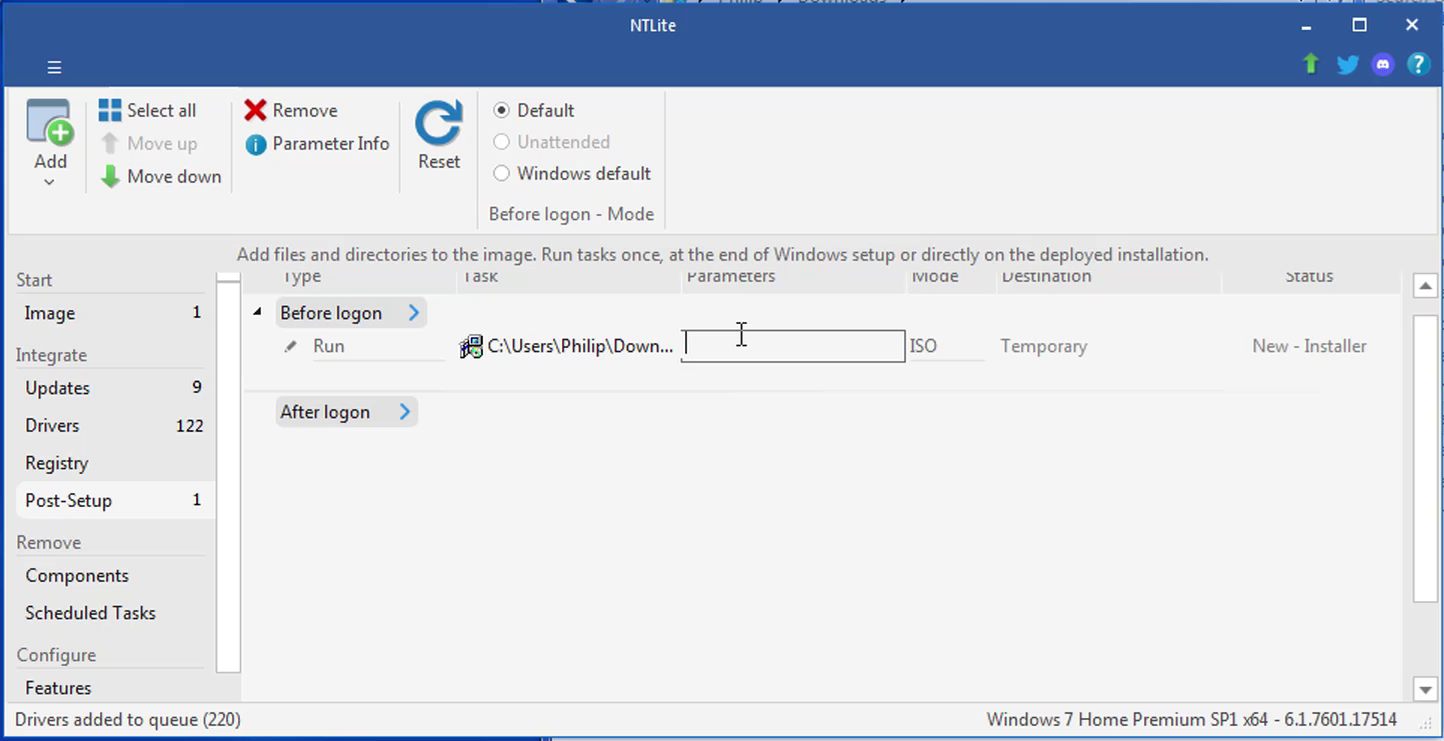 NTLite
Add
Select all
Move up
Move down
Remove
Parameter Info
Reset
Default
Unattended
Windows default
Before logon - Mode
Add files and directories to the image. Run tasks once, at the end of Windows setup or directly on the deployed installation.
Type Task Parameters Mode Destination Status
Before logon
Run C:\Users\Philip\Down... ISO Temporary New - Installer
After logon
Start
Image 1
Integrate
Updates 9
Drivers 122
Registry
Post-Setup 1
Remove
Components
Scheduled Tasks
Configure
Features
Drivers added to queue (220)
Windows 7 Home Premium SP1 x64 - 6.1.7601.17514